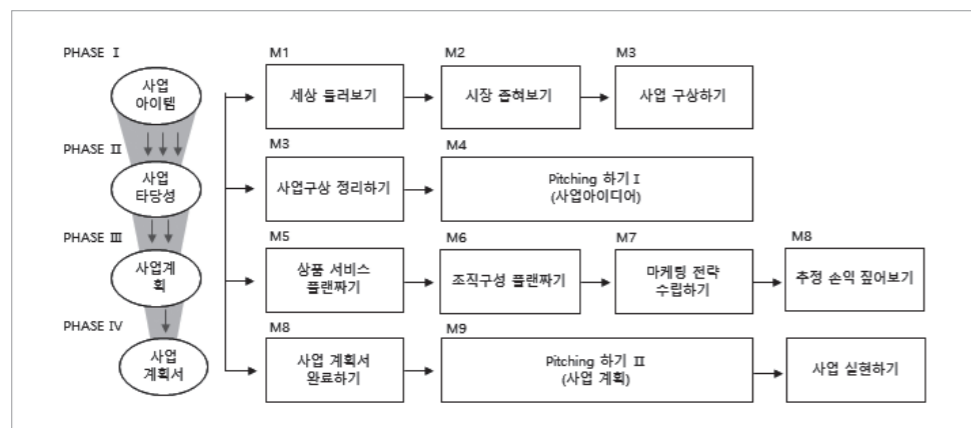 PHASE Ⅰ
사업
아이템
M1
세상 둘러보기
M2
시장 좁혀보기
M3
사업 구상하기
PHASE Ⅱ
사업
타당성
M3
사업구상 정리하기
M4
Pitching 하기 Ⅰ
(사업아이디어)
PHASE Ⅲ
사업계
획
M5
상품 서비스
플랜짜기
M6
조직구성 플랜짜기
M7
마케팅 전략
수립하기
M8
추정 손익 짚어보기
PHASE Ⅳ
사업
계획서
M8
사업 계획서
완료하기
M9
Pitching 하기 Ⅱ
(사업 계획)
사업 실현하기